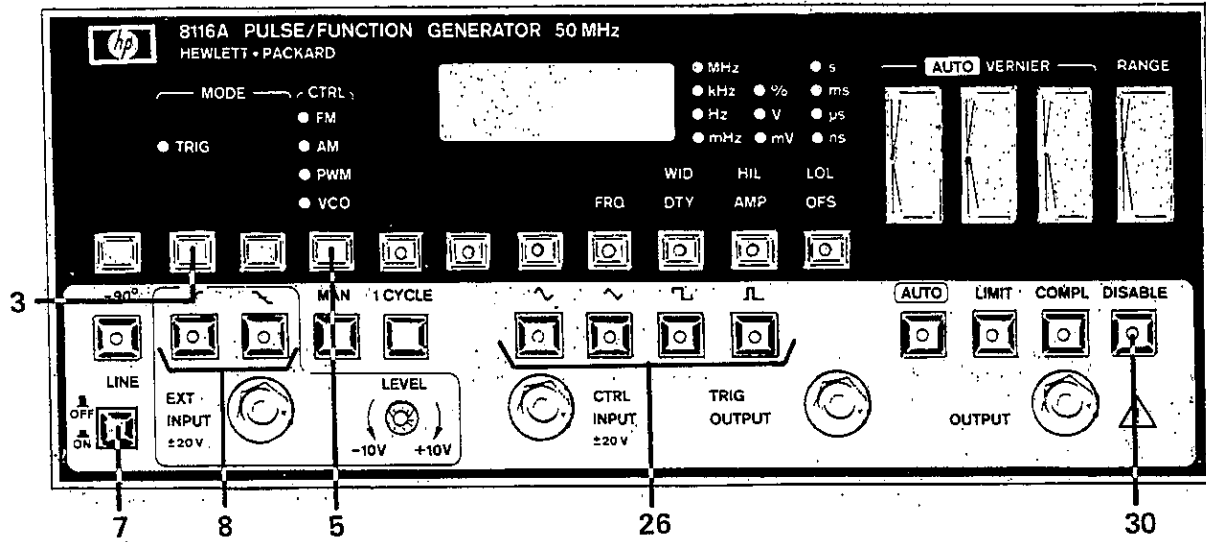 hp
8116A PULSE/FUNCTION GENERATOR 50 MHz
HEWLETT • PACKARD
MODE CTRL
FM
TRIG AM
PWM
VCO
MHz s
kHz % ms
Hz V µs
mHz mV ns
AUTO VERNIER RANGE
WID HIL LOL
FRQ DTY AMP OFS
3
-90° MAN 1 CYCLE
AUTO LIMIT COMPL DISABLE
LINE
OFF
ON
EXT
INPUT
±20 V
LEVEL
-10V +10V
CTRL
INPUT
±20 V
TRIG
OUTPUT
OUTPUT
7 8 5 26 30